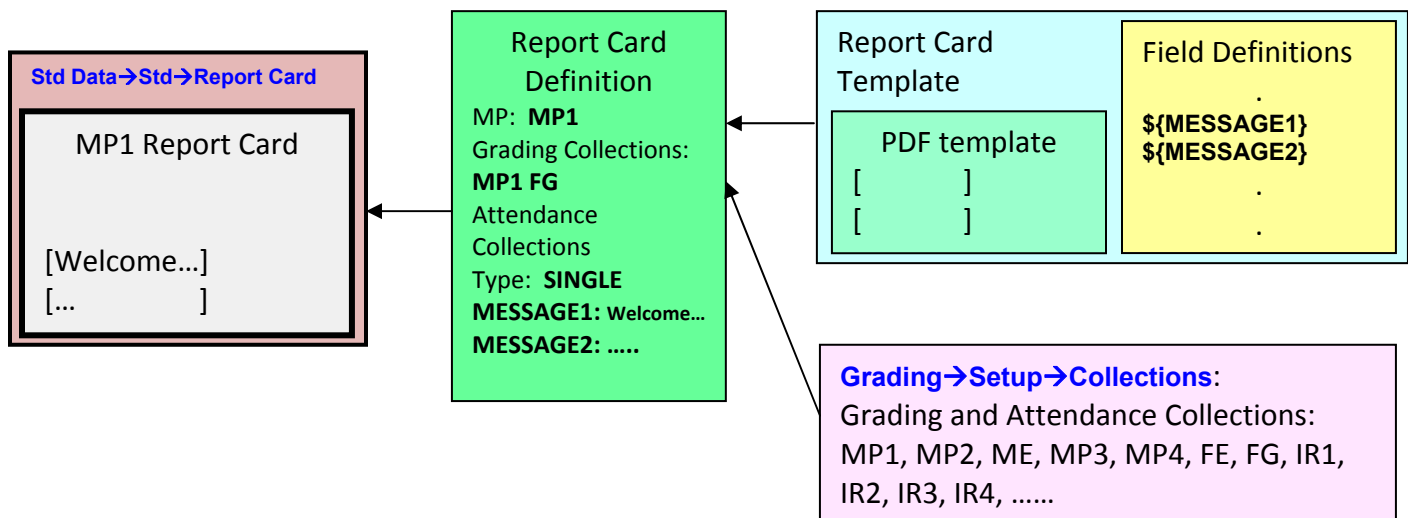 Std Data→Std→Report Card
MP1 Report Card
[Welcome…]
[… ]
Report Card
Definition
MP: MP1
Grading Collections:
MP1 FG
Attendance
Collections
Type: SINGLE
MESSAGE1: Welcome…
MESSAGE2: …..
Report Card
Template
PDF template
[ ]
[ ]
Field Definitions
.
${MESSAGE1}
${MESSAGE2}
.
.
Grading→Setup→Collections:
Grading and Attendance Collections:
MP1, MP2, ME, MP3, MP4, FE, FG, IR1,
IR2, IR3, IR4, ……